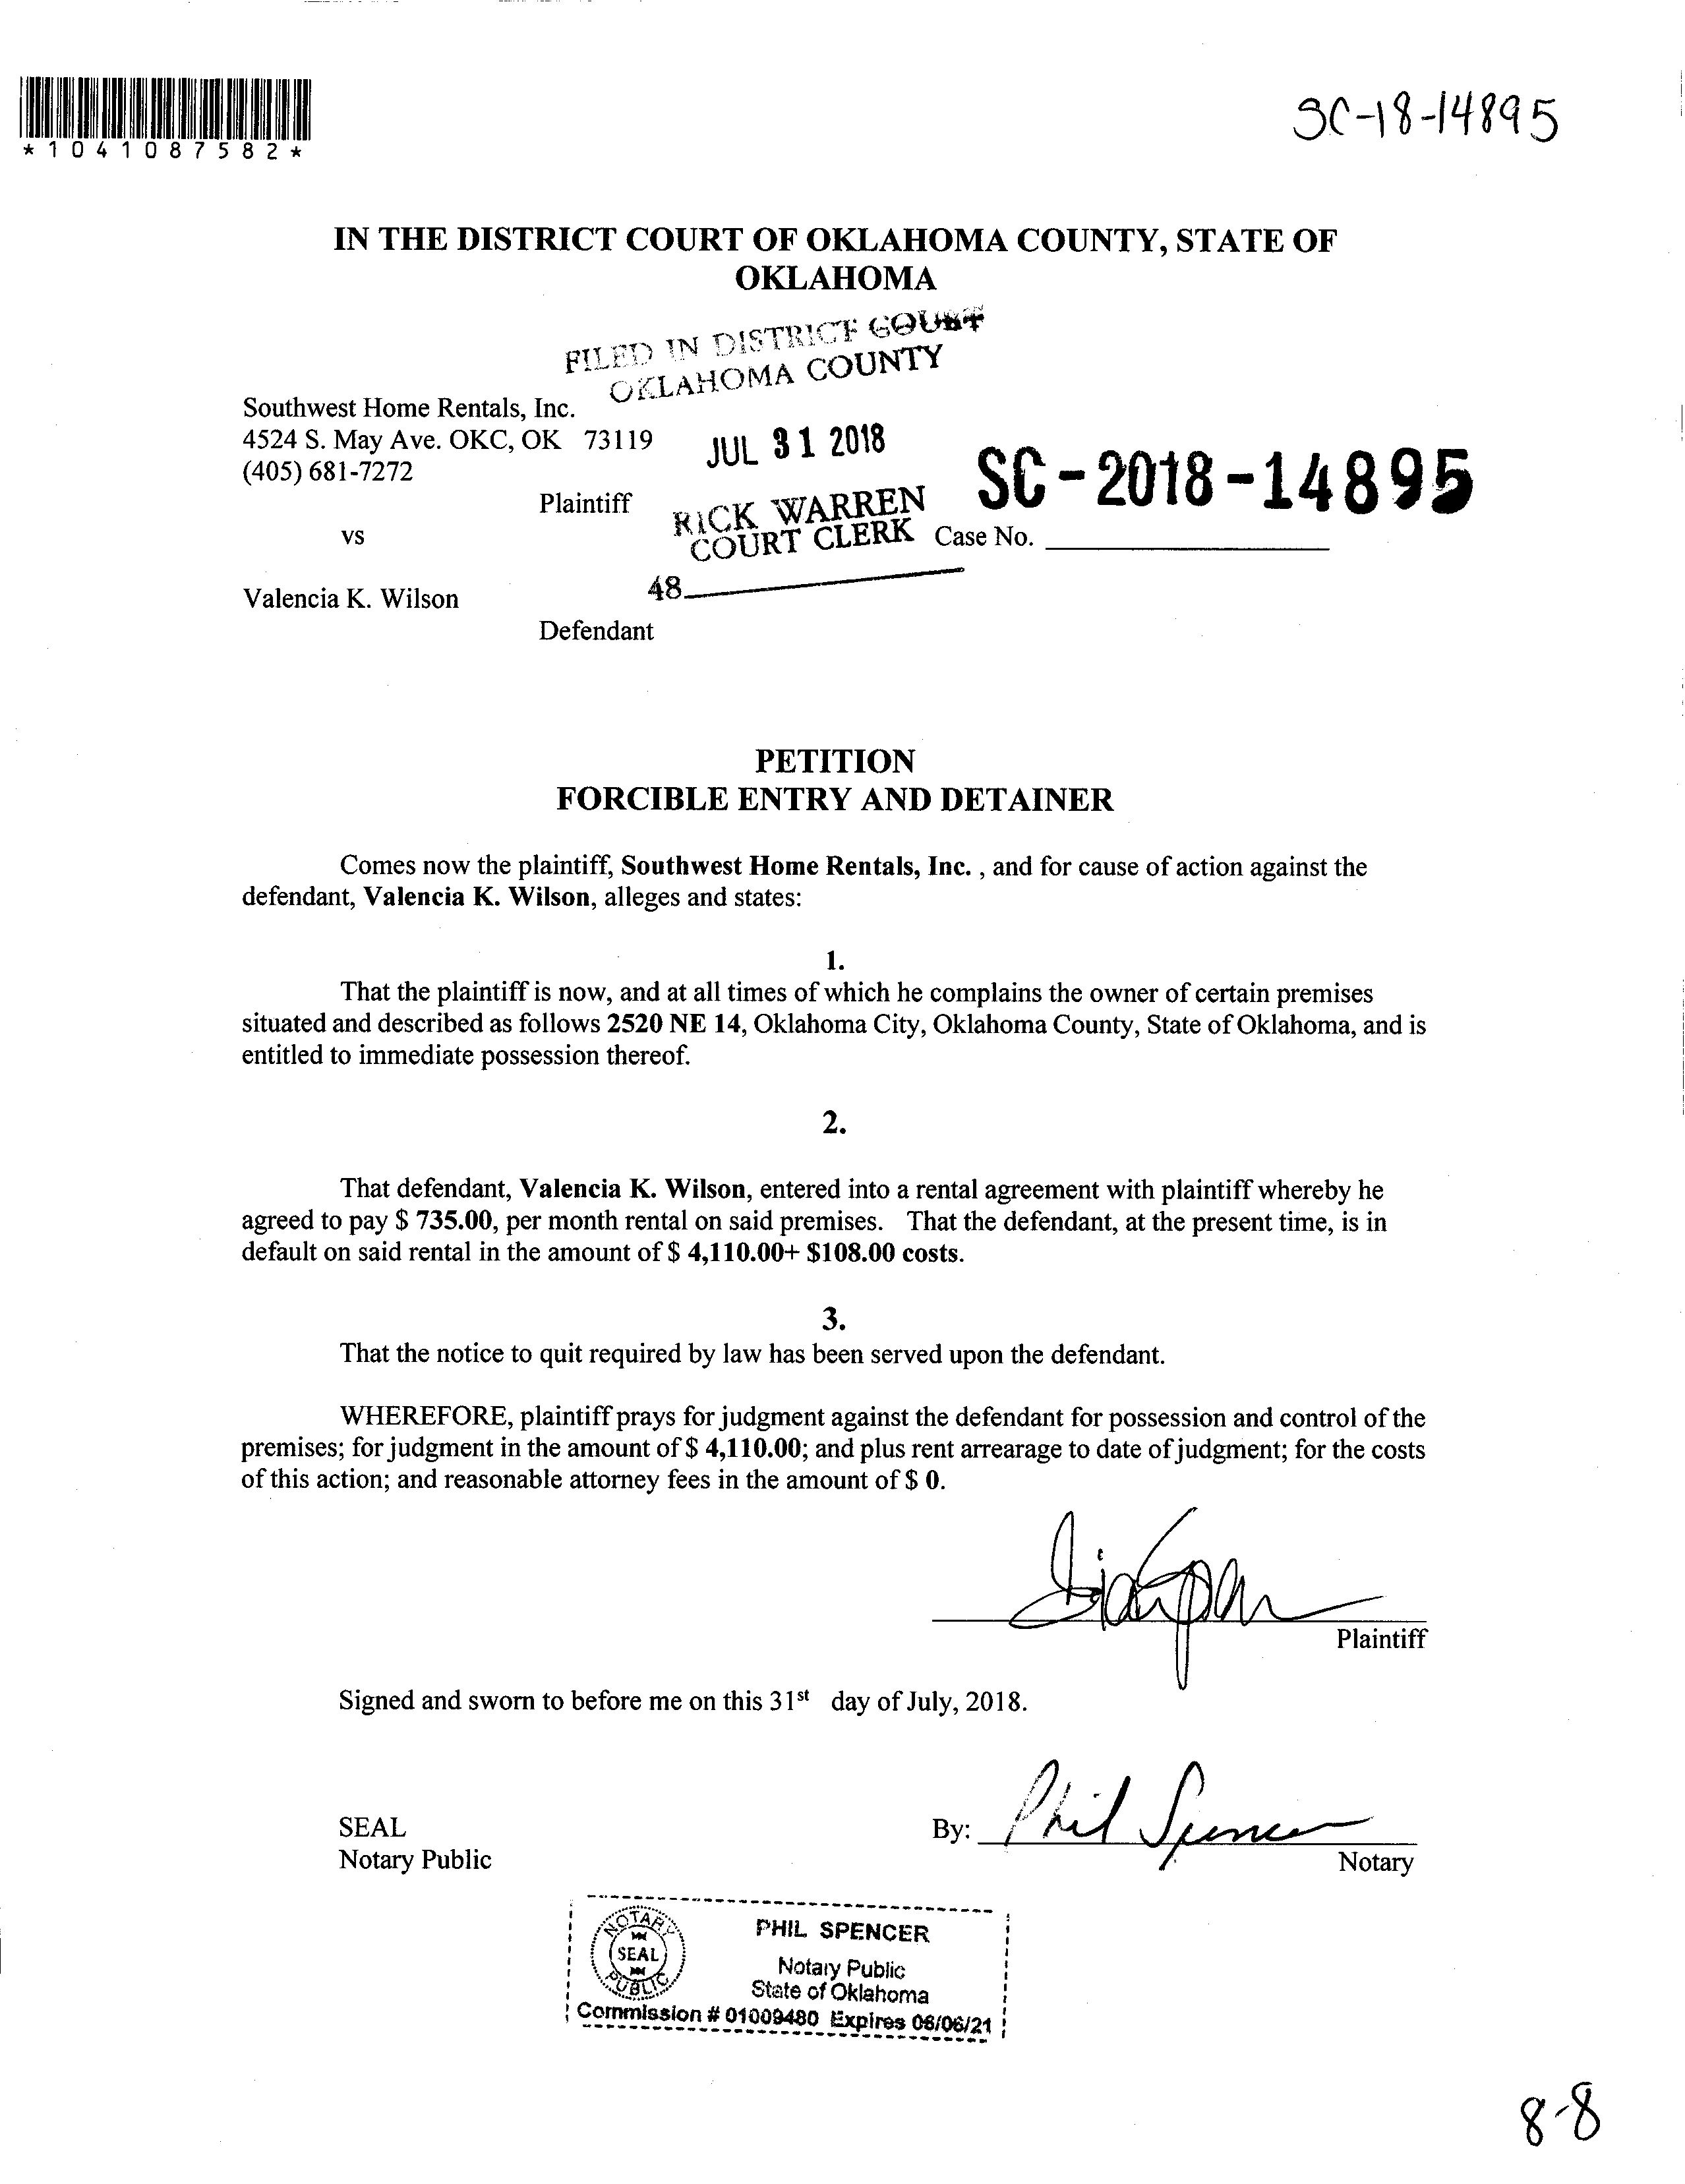 *1041087582*
SC-18-14895
IN THE DISTRICT COURT OF OKLAHOMA COUNTY, STATE OF
OKLAHOMA
FILED IN DISTRICT COURT
OKLAHOMA COUNTY
JUL 31 2018
RICK WARREN
COURT CLERK
48
Southwest Home Rentals, Inc.
4524 S. May Ave. OKC, OK 73119
(405) 681-7272
Plaintiff
SC-2018-14895
vs
Case No.
Valencia K. Wilson
Defendant
PETITION
FORCIBLE ENTRY AND DETAINER
Comes now the plaintiff, Southwest Home Rentals, Inc. , and for cause of action against the
defendant, Valencia K. Wilson, alleges and states:
1.
That the plaintiff is now, and at all times of which he complains the owner of certain premises
situated and described as follows 2520 NE 14, Oklahoma City, Oklahoma County, State of Oklahoma, and is
entitled to immediate possession thereof.
2.
That defendant, Valencia K. Wilson, entered into a rental agreement with plaintiff whereby he
agreed to pay $ 735.00, per month rental on said premises. That the defendant, at the present time, is in
default on said rental in the amount of $ 4,110.00+ $108.00 costs.
3.
That the notice to quit required by law has been served upon the defendant.
WHEREFORE, plaintiff prays for judgment against the defendant for possession and control of the
premises; for judgment in the amount of $ 4,110.00; and plus rent arrearage to date of judgment; for the costs
of this action; and reasonable attorney fees in the amount of $ 0.
Plaintiff
Signed and sworn to before me on this 31st day of July, 2018.
SEAL
Notary Public
By: Phil Spencer
Notary
NOTARY
SEAL
PUBLIC
PHIL SPENCER
Notary Public
State of Oklahoma
Commission # 01009480 Expires 06/06/21
8-8